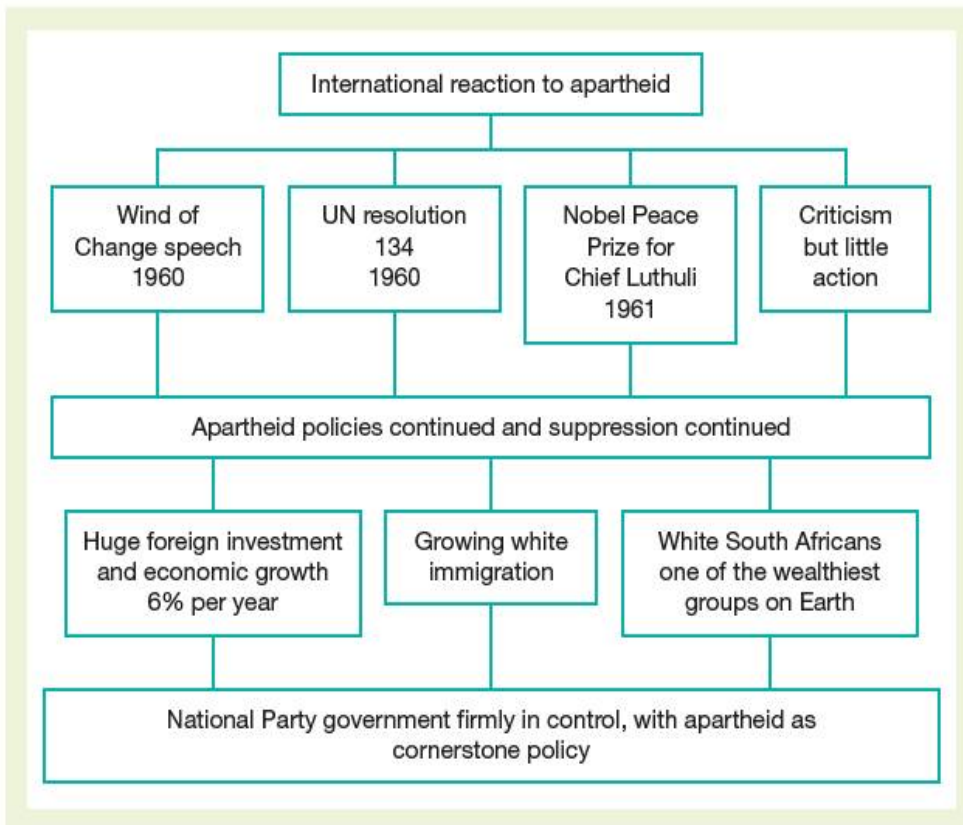 International reaction to apartheid
Wind of
Change speech
1960
UN resolution
134
1960
Nobel Peace
Prize for
Chief Luthuli
1961
Criticism
but little
action
Apartheid policies continued and suppression continued
Huge foreign investment
and economic growth
6% per year
Growing white
immigration
White South Africans
one of the wealthiest
groups on Earth
National Party government firmly in control, with apartheid as
cornerstone policy